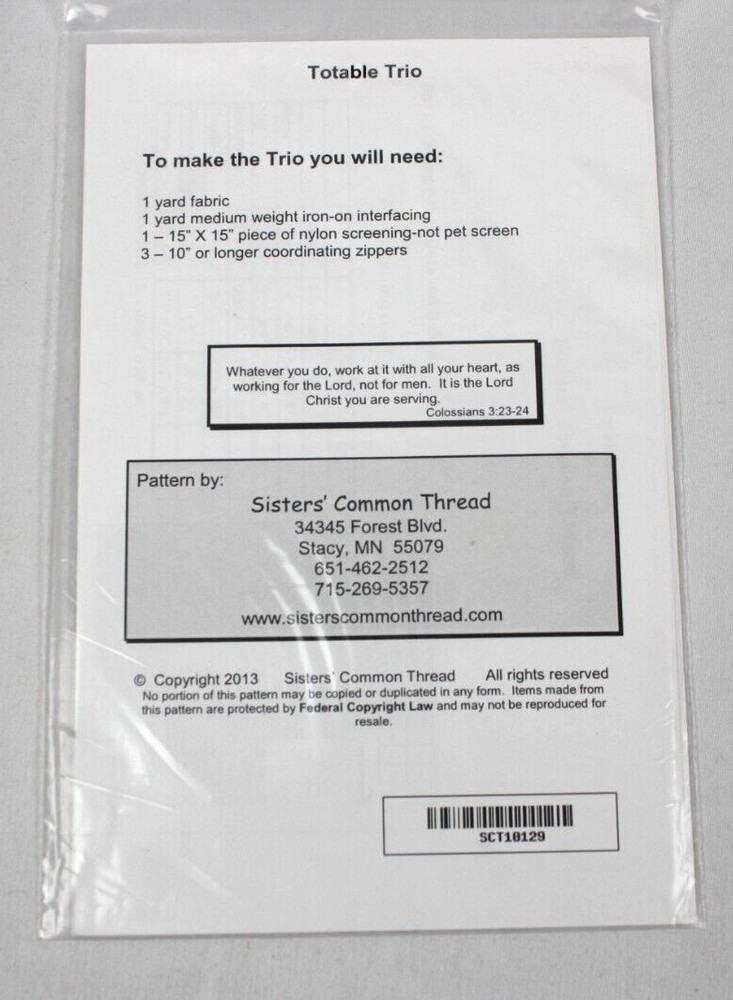 Totable Trio
To make the Trio you will need:
1 yard fabric
1 yard medium weight iron-on interfacing
1 – 15" X 15" piece of nylon screening-not pet screen
3 – 10" or longer coordinating zippers
Whatever you do, work at it with all your heart, as
working for the Lord, not for men.  It is the Lord
Christ you are serving.
Colossians 3:23-24
Pattern by:
Sisters' Common Thread
34345 Forest Blvd.
Stacy, MN  55079
651-462-2512
715-269-5357
www.sisterscommonthread.com
© Copyright 2013    Sisters' Common Thread    All rights reserved
No portion of this pattern may be copied or duplicated in any form.  Items made from
this pattern are protected by Federal Copyright Law and may not be reproduced for
resale.
SCT10129